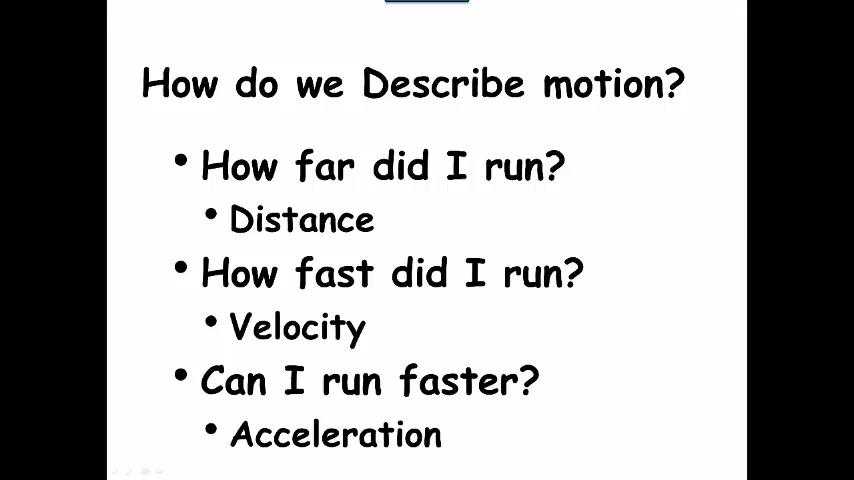 How do we Describe motion?
• How far did I run?
• Distance
• How fast did I run?
• Velocity
• Can I run faster?
• Acceleration